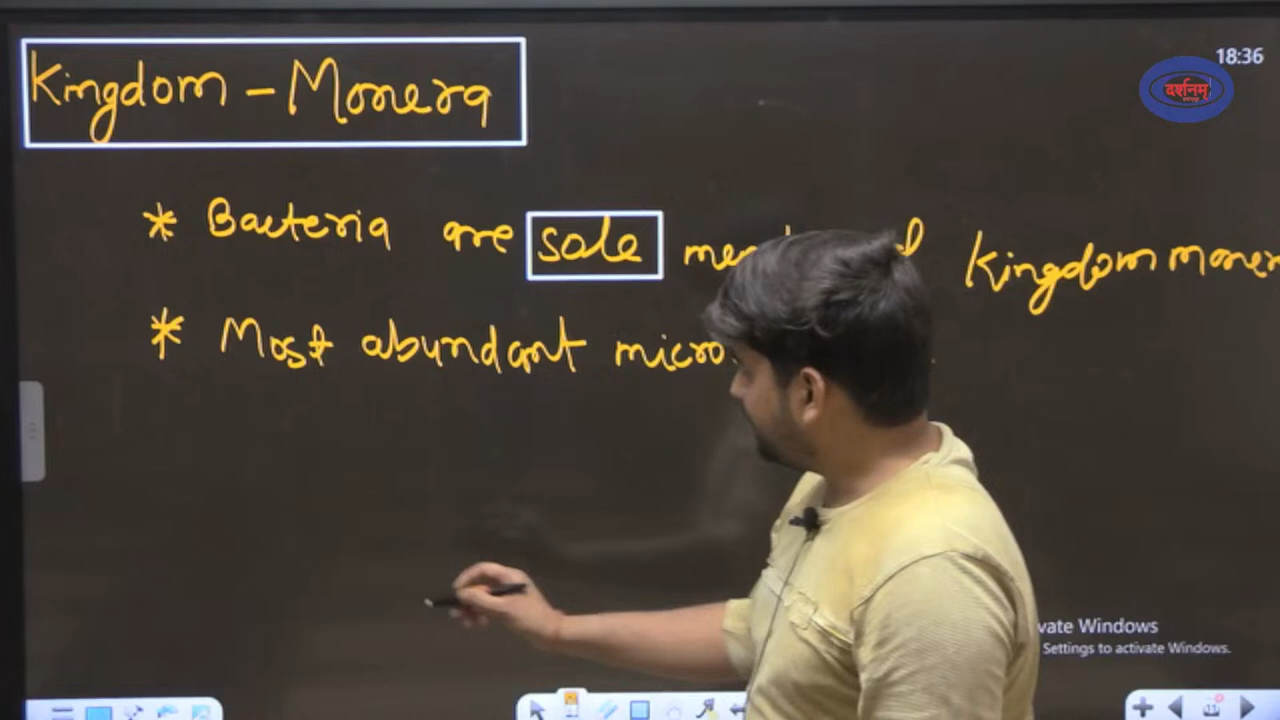 Kingdom - Monera
18:36
दर्शनम्
* Bacteria are sole Kingdom moner
* Most abundant micro
vate Windows
Settings to activate Windows.